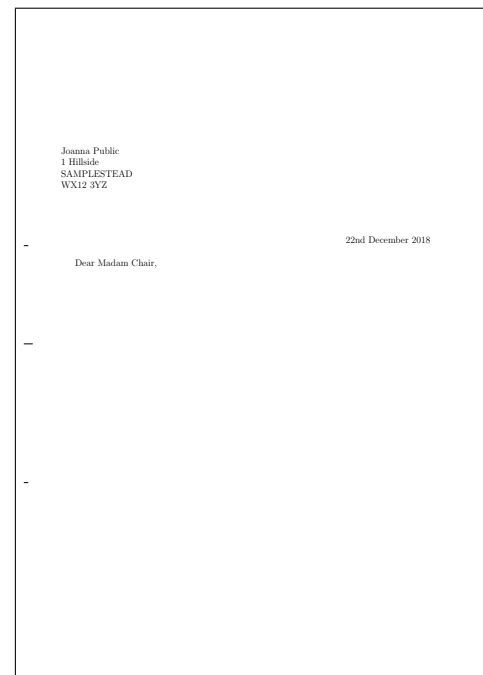 Joanna Public
1 Hillside
SAMPLESTEAD
WX12 3YZ
22nd December 2018
Dear Madam Chair,